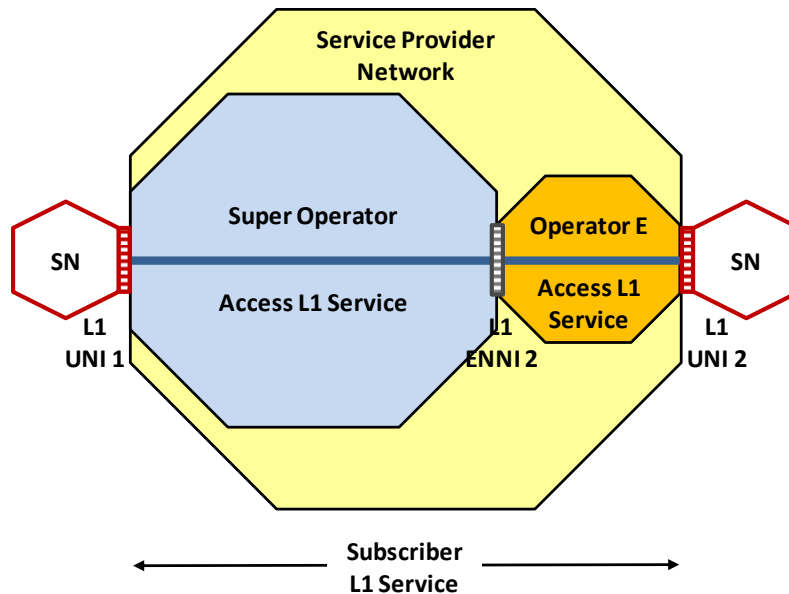 Service Provider
Network
Super Operator
Operator E
SN
SN
Access L1 Service
Access L1
Service
L1
UNI 1
L1
ENNI 2
L1
UNI 2
Subscriber
L1 Service